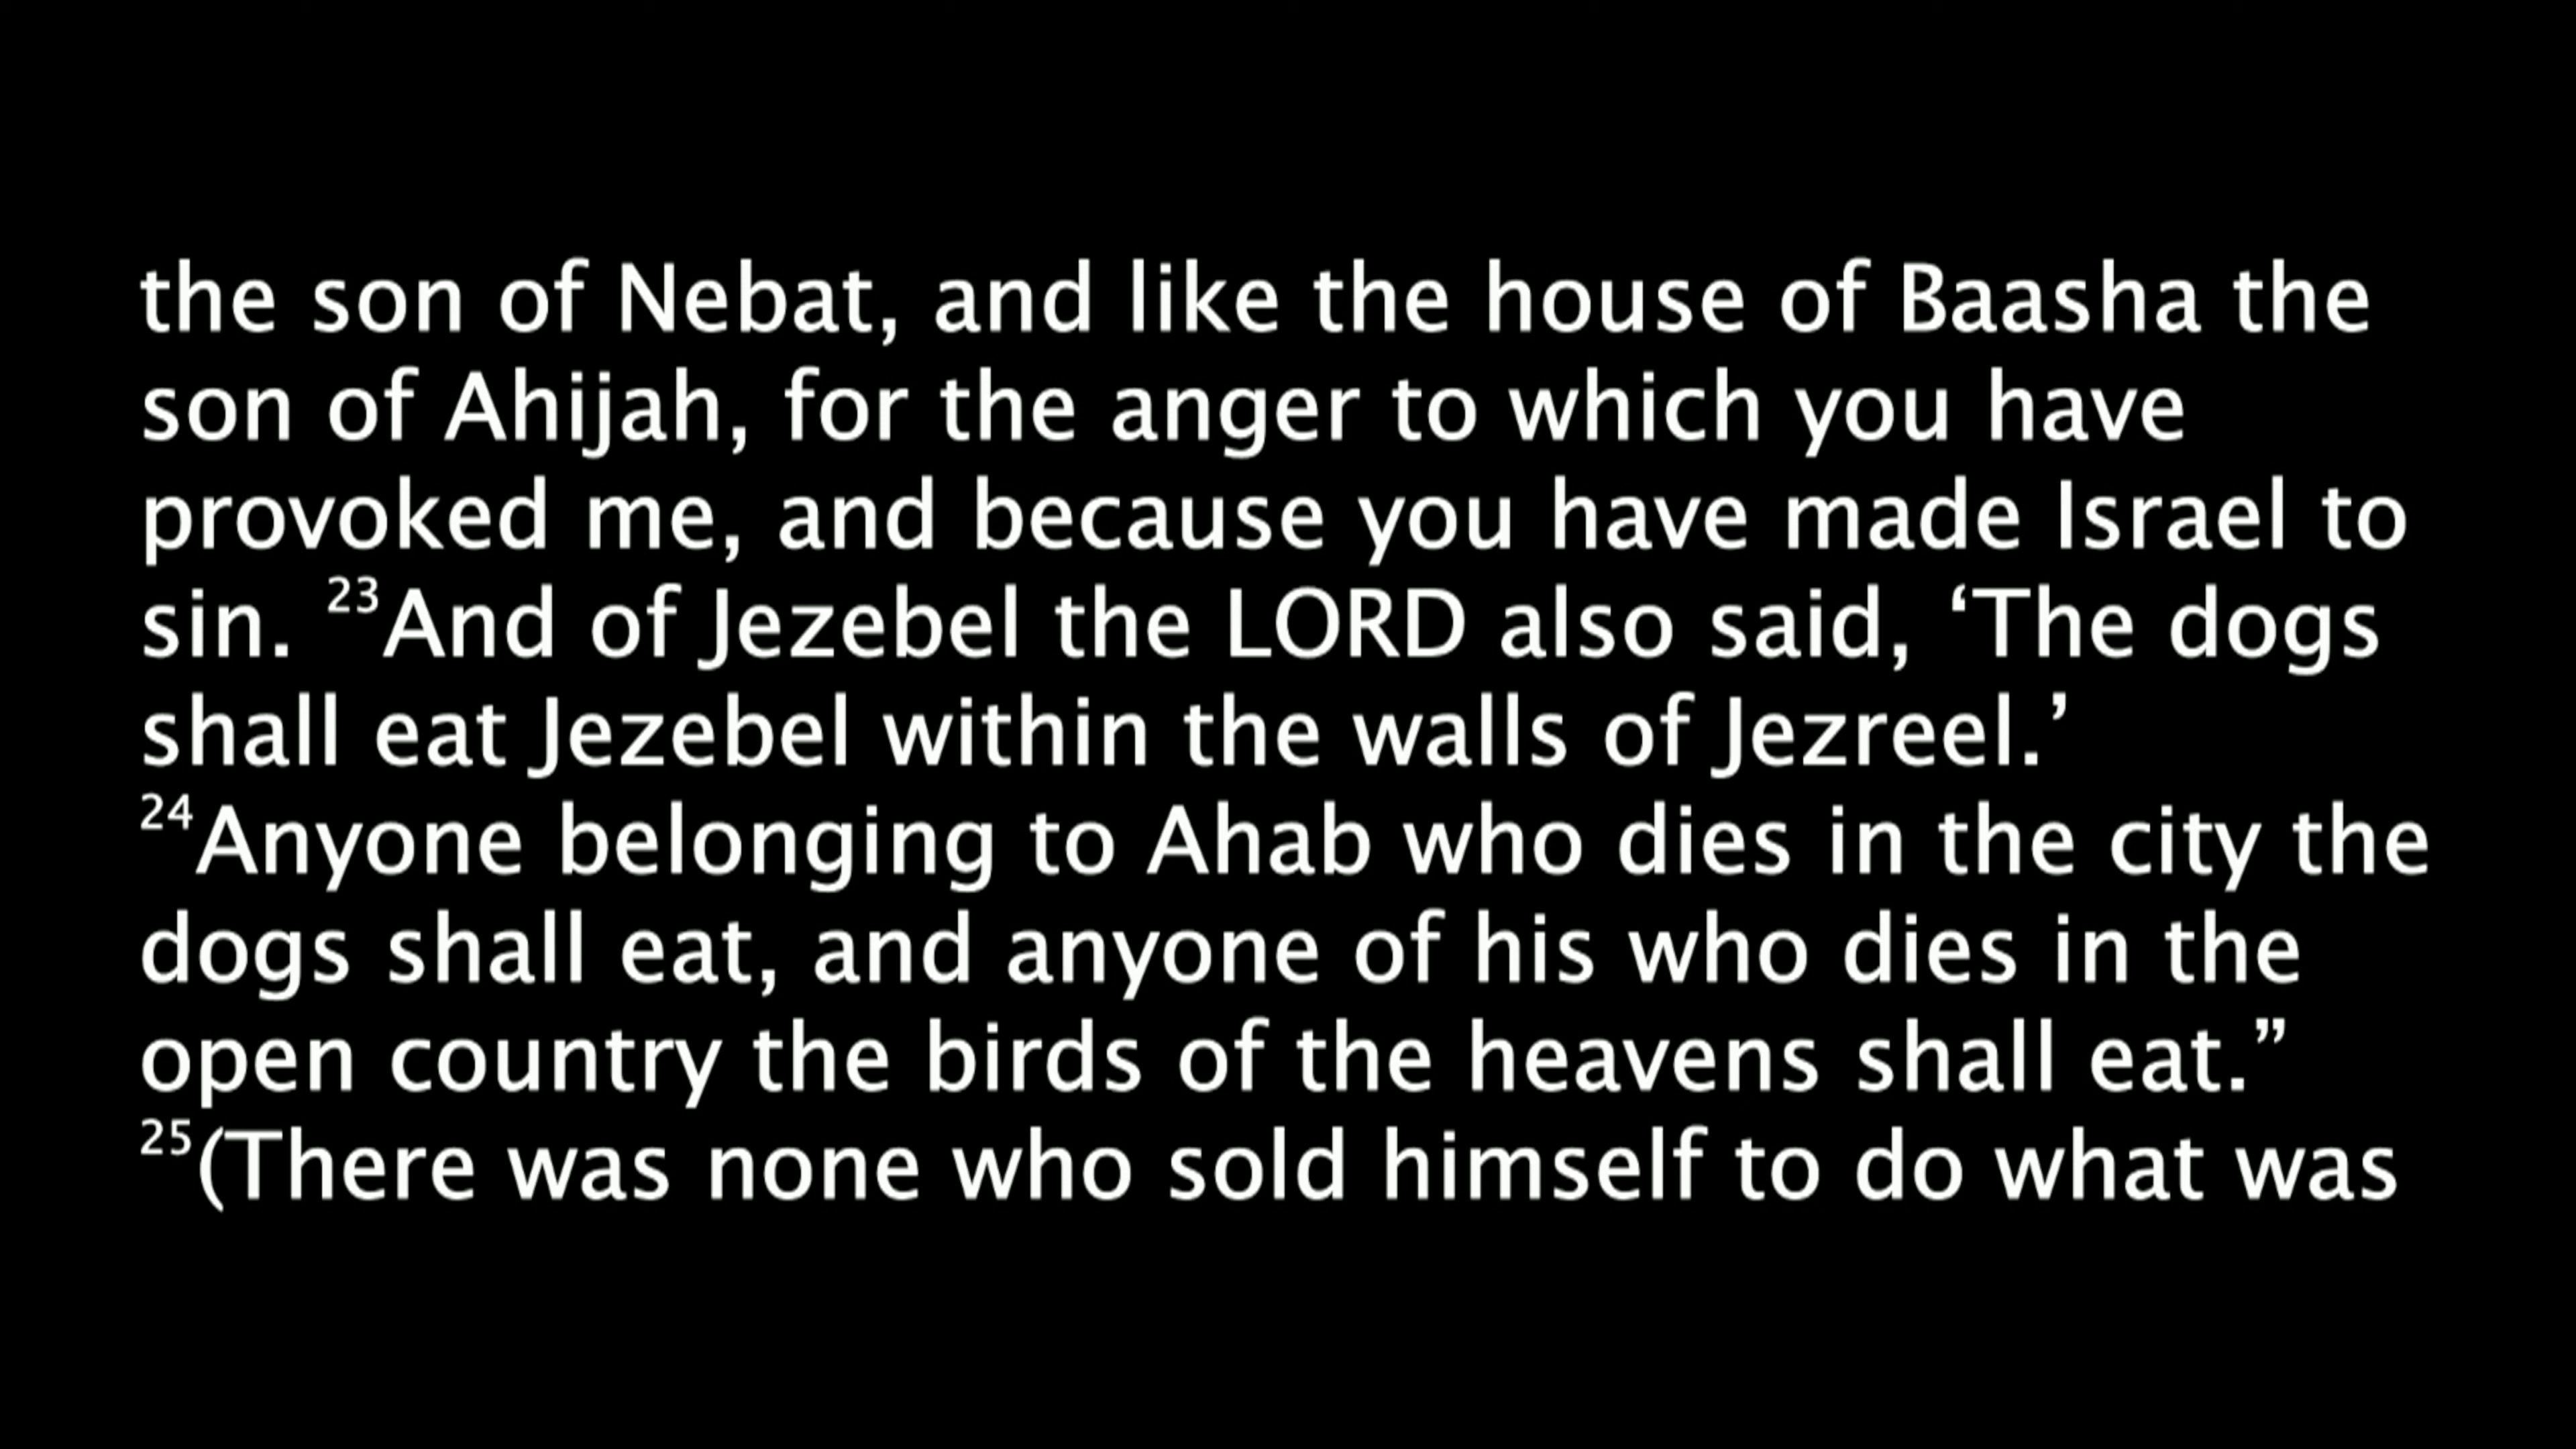 the son of Nebat, and like the house of Baasha the
son of Ahijah, for the anger to which you have
provoked me, and because you have made Israel to
sin. ²³And of Jezebel the LORD also said, ‘The dogs
shall eat Jezebel within the walls of Jezreel.’
²⁴Anyone belonging to Ahab who dies in the city the
dogs shall eat, and anyone of his who dies in the
open country the birds of the heavens shall eat.”
²⁵(There was none who sold himself to do what was